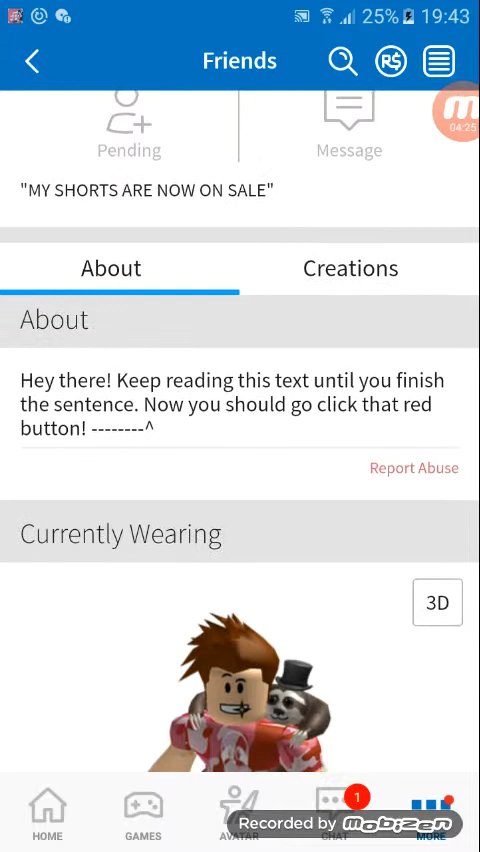 25% 19:43
Friends
R$
04:25
Pending
Message
"MY SHORTS ARE NOW ON SALE"
About
Creations
About
Hey there! Keep reading this text until you finish
the sentence. Now you should go click that red
button! --------^
Report Abuse
Currently Wearing
3D
1
HOME
GAMES
AVATAR
CHAT
MORE
Recorded by mobizen